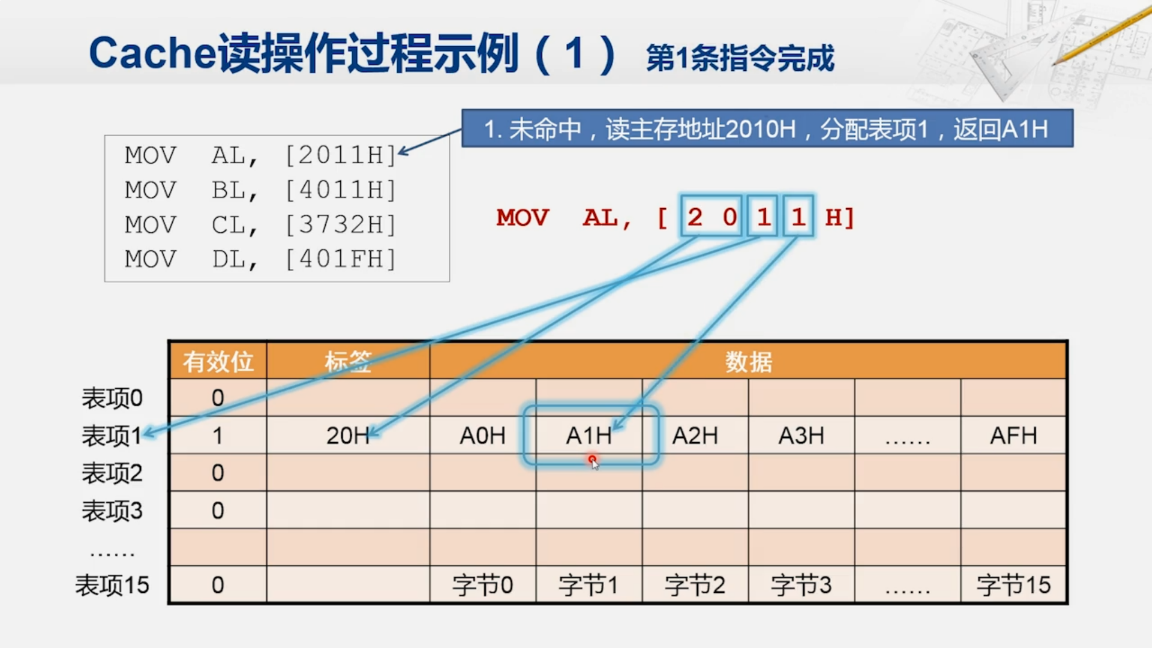 Cache读操作过程示例（1） 第1条指令完成
1. 未命中，读主存地址2010H，分配表项1，返回A1H
MOV AL, [2011H]
MOV BL, [4011H]
MOV CL, [3732H]
MOV DL, [401FH]
MOV AL, [ 2 0 1 1 H]
有效位 标签 数据
表项0 0
表项1 1 20H A0H A1H A2H A3H …… AFH
表项2 0
表项3 0
……
表项15 0 字节0 字节1 字节2 字节3 …… 字节15